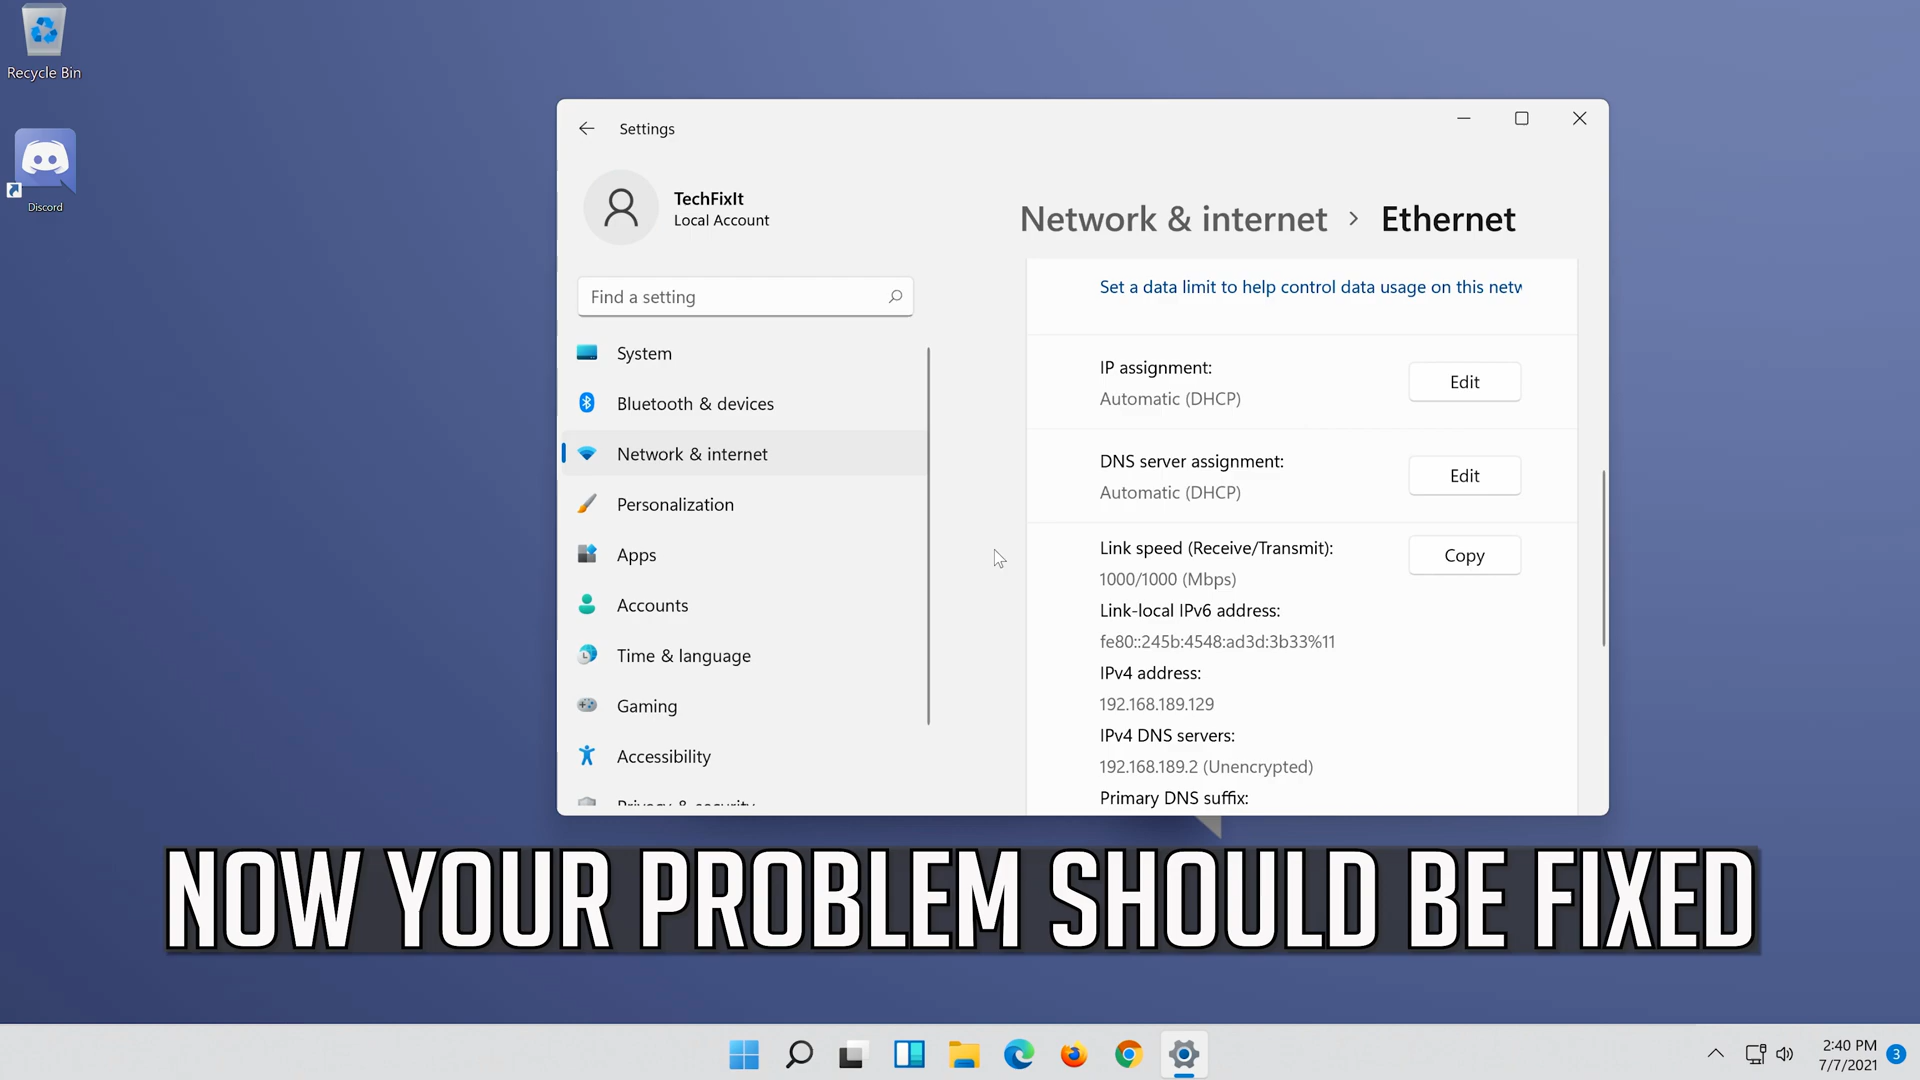 Recycle Bin
Discord
Settings
TechFixIt
Local Account
Find a setting
System
Bluetooth & devices
Network & internet
Personalization
Apps
Accounts
Time & language
Gaming
Accessibility
Privacy & security
Network & internet > Ethernet
Set a data limit to help control data usage on this netw
IP assignment:
Automatic (DHCP)
Edit
DNS server assignment:
Automatic (DHCP)
Edit
Link speed (Receive/Transmit):
1000/1000 (Mbps)
Copy
Link-local IPv6 address:
fe80::245b:4548:ad3d:3b33%11
IPv4 address:
192.168.189.129
IPv4 DNS servers:
192.168.189.2 (Unencrypted)
Primary DNS suffix:
NOW YOUR PROBLEM SHOULD BE FIXED
2:40 PM
7/7/2021
3